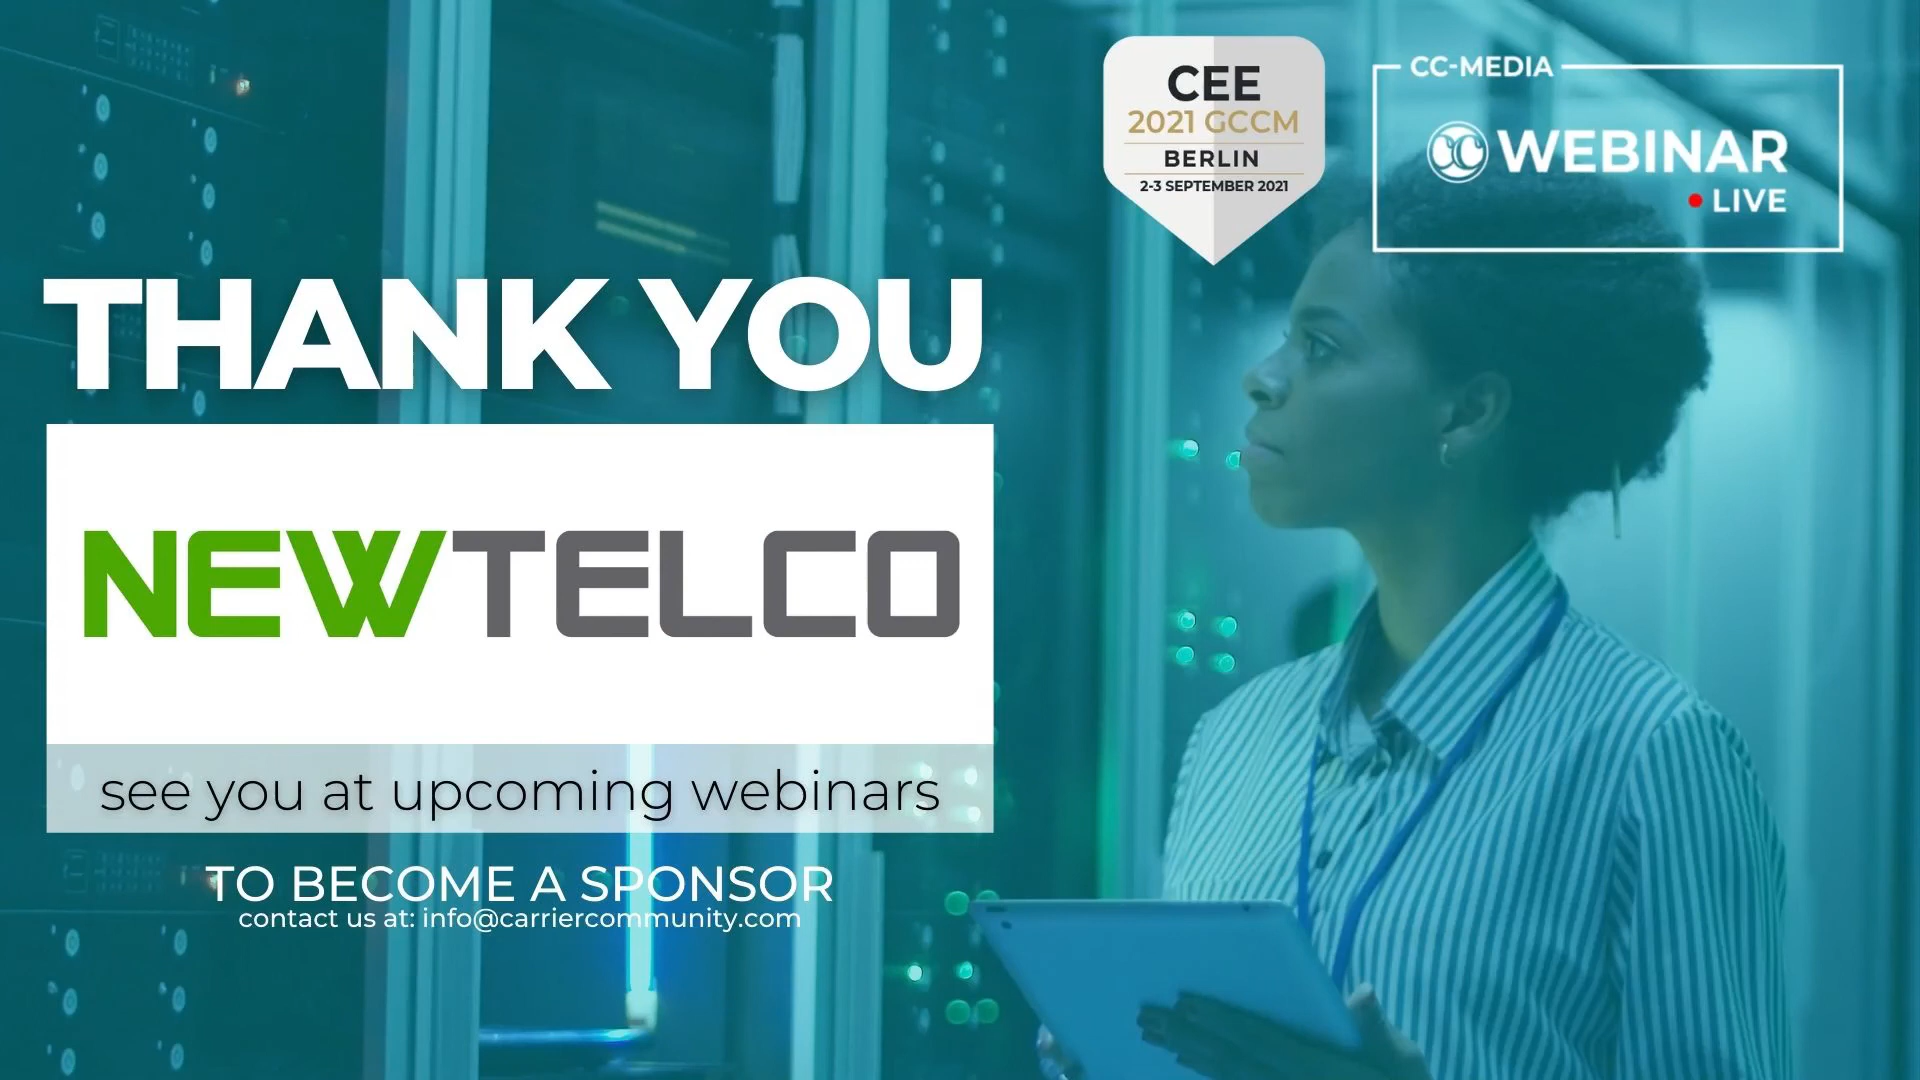 CEE
2021 GCCM
BERLIN
2-3 SEPTEMBER 2021
CC-MEDIA
WEBINAR
LIVE
THANK YOU
NEWTELCO
see you at upcoming webinars
TO BECOME A SPONSOR
contact us at: info@carriercommunity.com